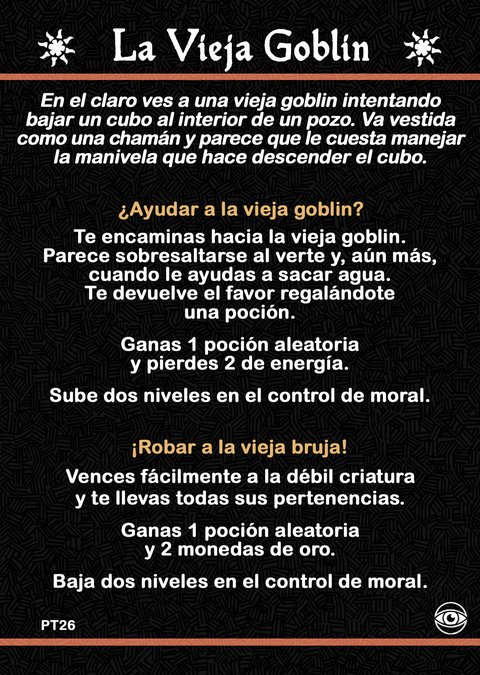 La Vieja Goblin
En el claro ves a una vieja goblin intentando
bajar un cubo al interior de un pozo. Va vestida
como una chamán y parece que le cuesta manejar
la manivela que hace descender el cubo.
¿Ayudar a la vieja goblin?
Te encaminas hacia la vieja goblin.
Parece sobresaltarse al verte y, aún más,
cuando le ayudas a sacar agua.
Te devuelve el favor regalándote
una poción.
Ganas 1 poción aleatoria
y pierdes 2 de energía.
Sube dos niveles en el control de moral.
¡Robar a la vieja bruja!
Vences fácilmente a la débil criatura
y te llevas todas sus pertenencias.
Ganas 1 poción aleatoria
y 2 monedas de oro.
Baja dos niveles en el control de moral.
PT26